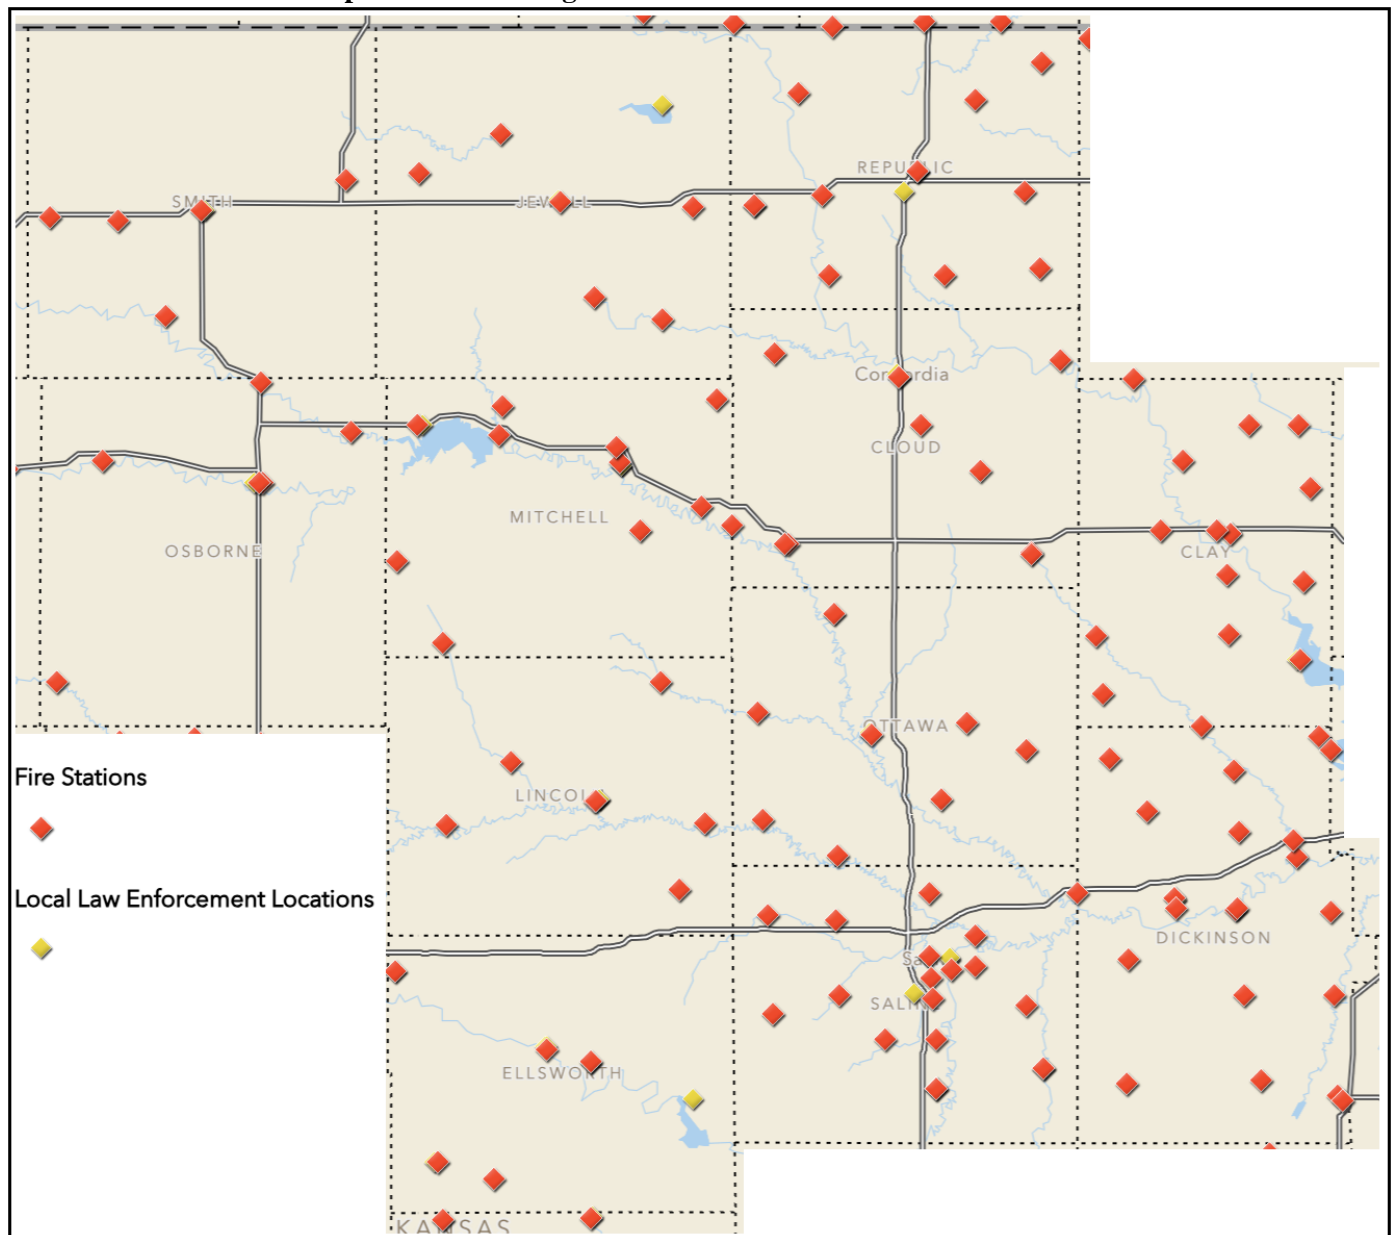 REPUBLIC
SMITH
JEWELL
Concordia
CLOUD
MITCHELL
OSBORNE
CLAY
OTTAWA
Fire Stations
LINCOLN
Local Law Enforcement Locations
DICKINSON
SALINE
ELLSWORTH
KANSAS